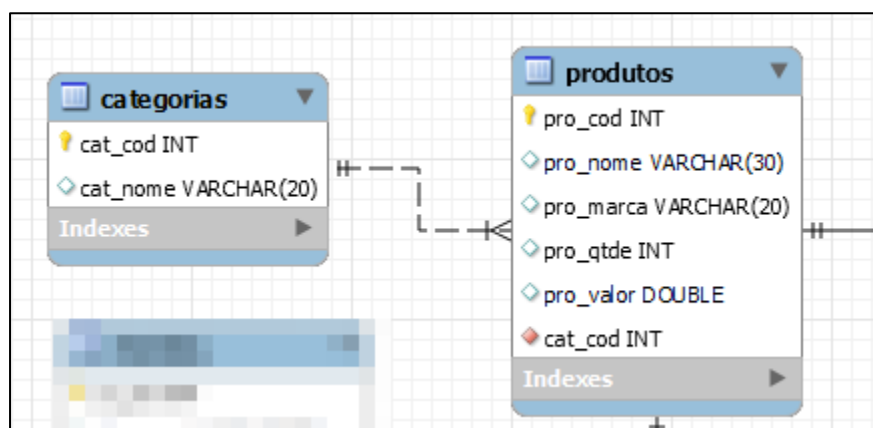 categorias
cat_cod INT
cat_nome VARCHAR(20)
Indexes
produtos
pro_cod INT
pro_nome VARCHAR(30)
pro_marca VARCHAR(20)
pro_qtde INT
pro_valor DOUBLE
cat_cod INT
Indexes